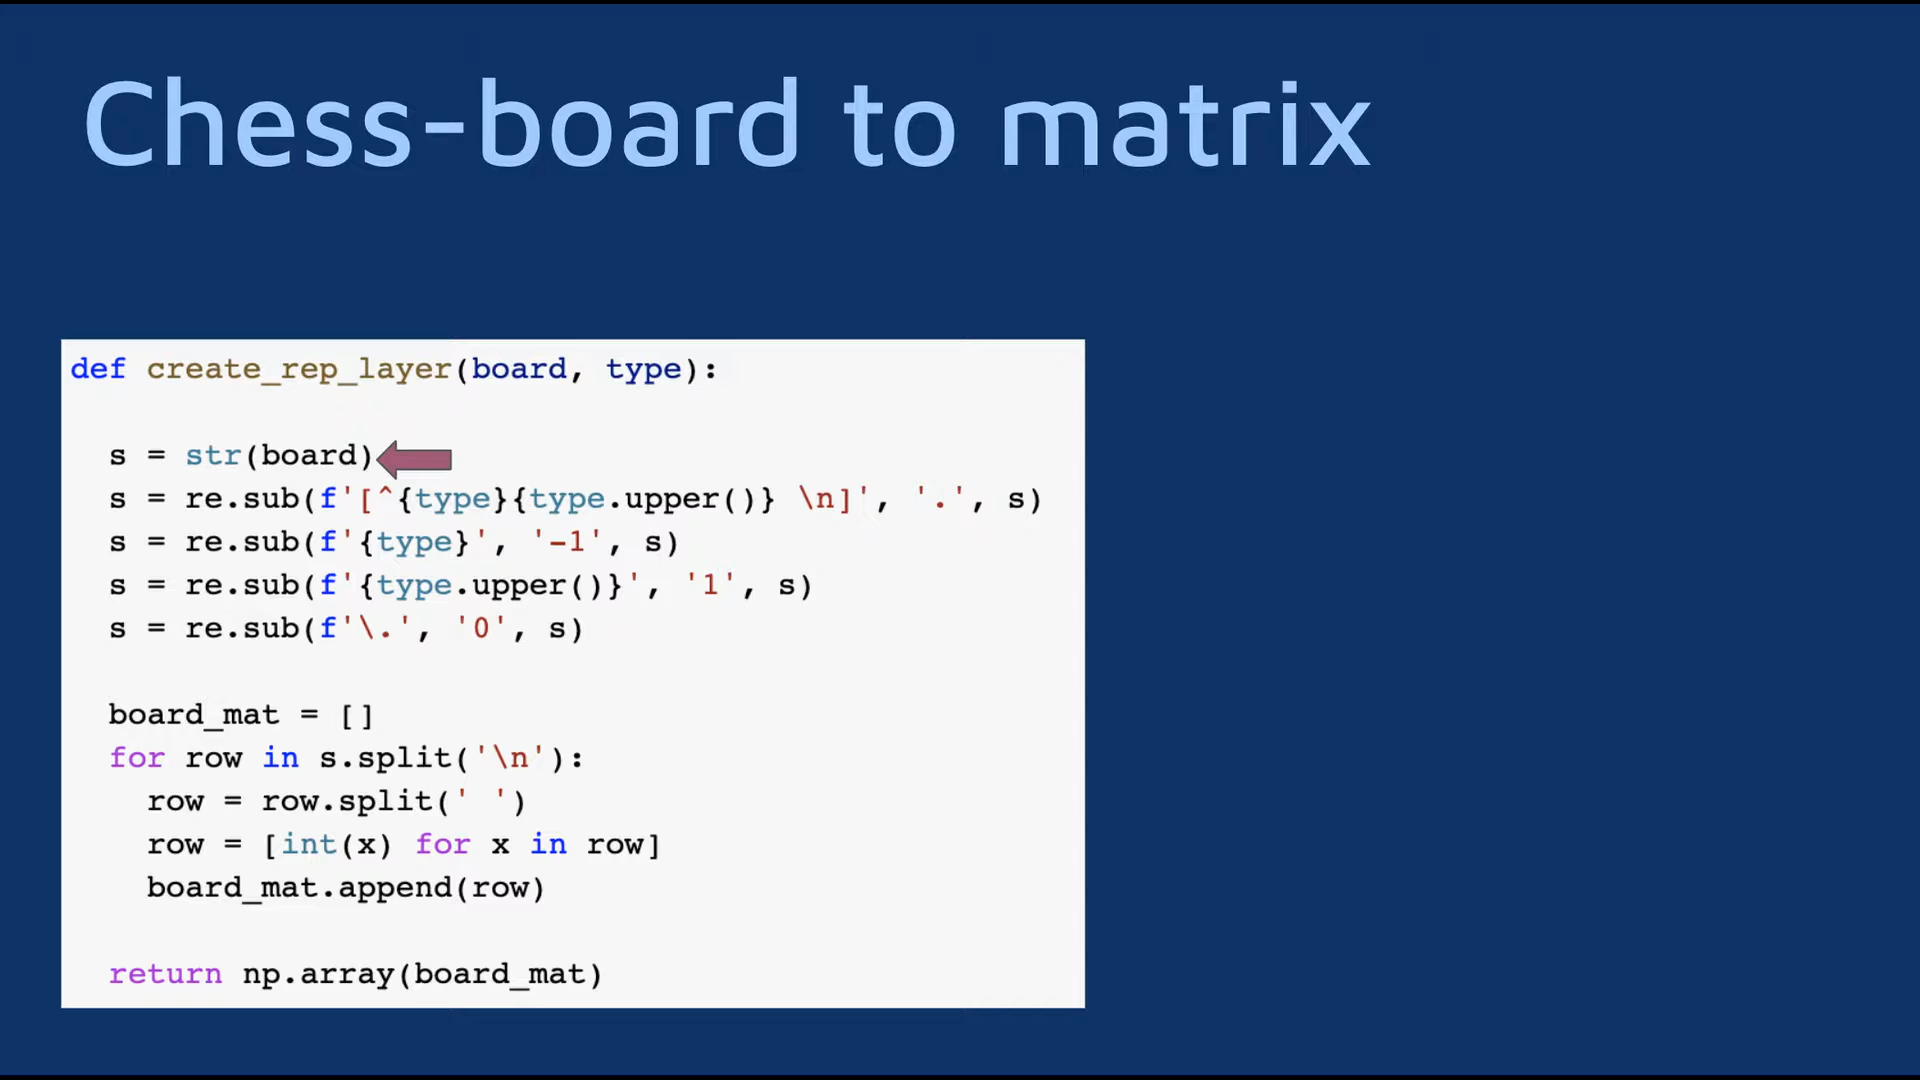 Chess-board to matrix
def create_rep_layer(board, type):
s = str(board)
s = re.sub(f'[^{type}{type.upper()} \n]', '.', s)
s = re.sub(f'{type}', '-1', s)
s = re.sub(f'{type.upper()}', '1', s)
s = re.sub(f'\.', '0', s)
board_mat = []
for row in s.split('\n'):
row = row.split(' ')
row = [int(x) for x in row]
board_mat.append(row)
return np.array(board_mat)